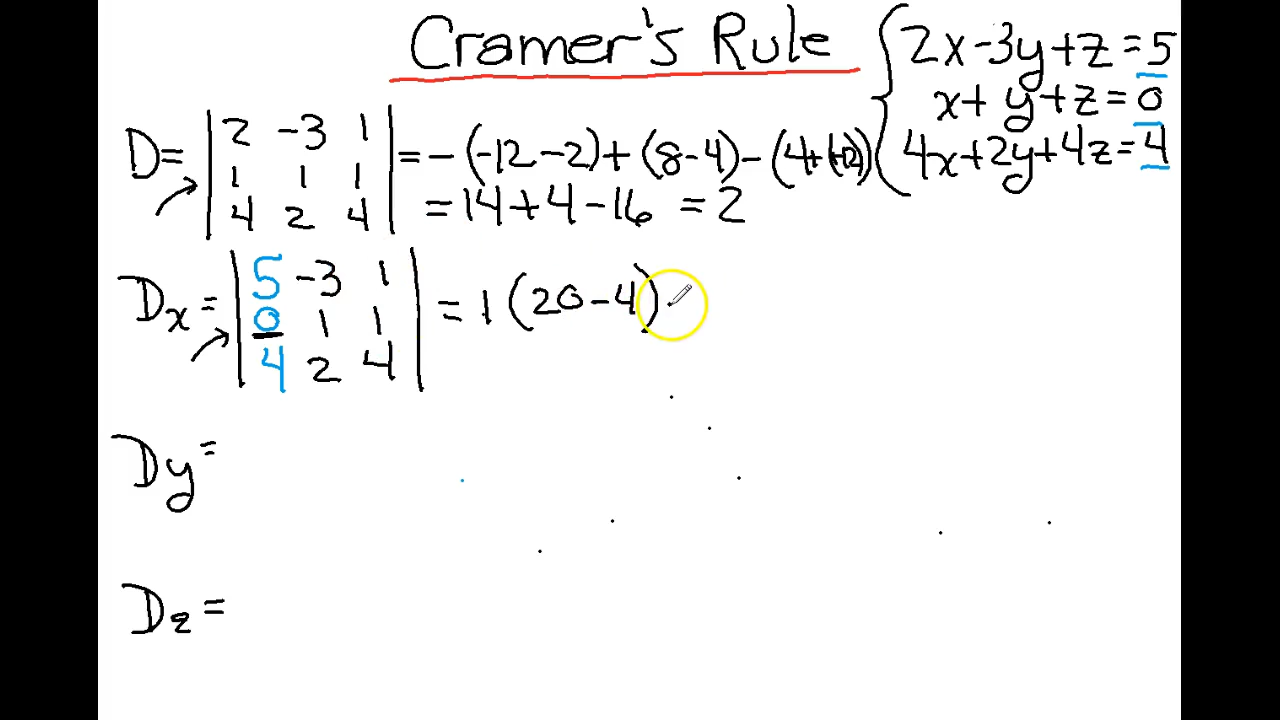 Cramer's Rule
2x-3y+z=5
x+y+z=0
4x+2y+4z=4
D= | 2 -3 1 | = -(-12-2)+(8-4)-(4+(+12))
| 1 1 1 |
| 4 2 4 | = 14+4-16 = 2
Dx= | 5 -3 1 |
| 0 1 1 | = 1(20-4)
| 4 2 4 |
Dy=
Dz=